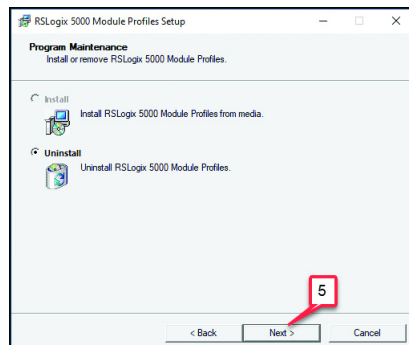 RSLogix 5000 Module Profiles Setup
Program Maintenance
Install or remove RSLogix 5000 Module Profiles.
Install
Install RSLogix 5000 Module Profiles from media.
Uninstall
Uninstall RSLogix 5000 Module Profiles.
5
< Back
Next >
Cancel